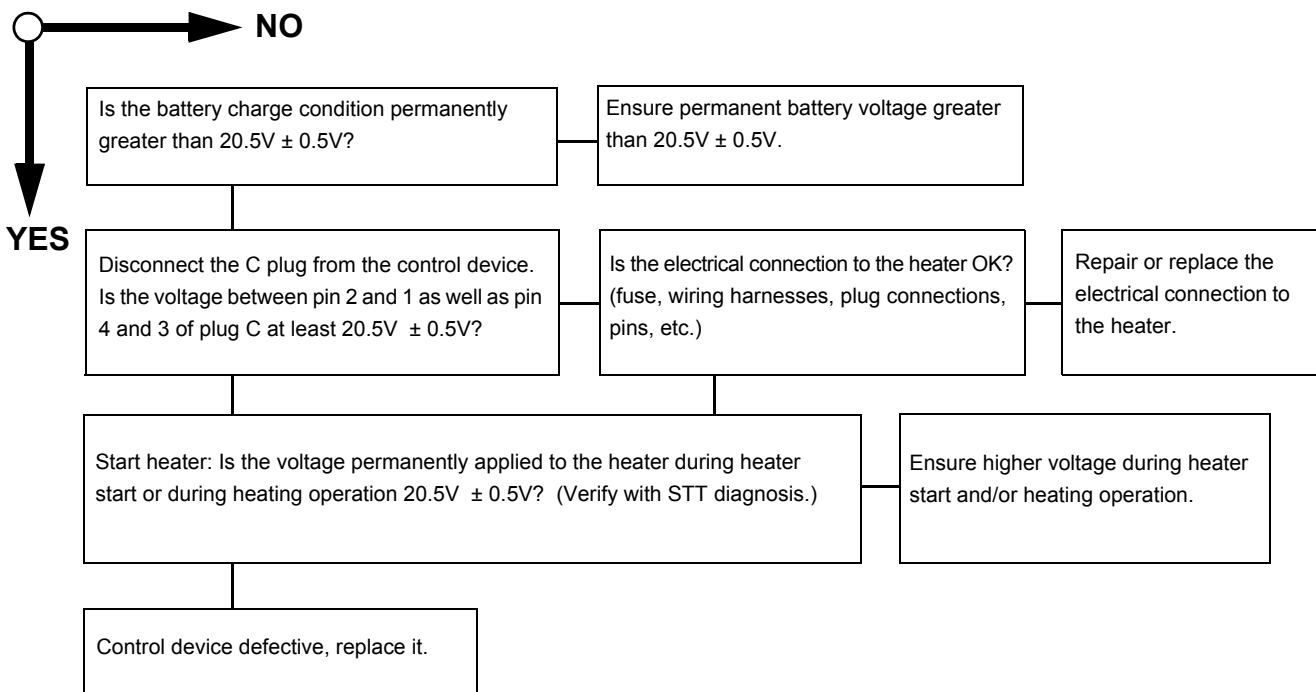 NO
YES
Is the battery charge condition permanently
greater than 20.5V ± 0.5V?
Ensure permanent battery voltage greater
than 20.5V ± 0.5V.
Disconnect the C plug from the control device.
Is the voltage between pin 2 and 1 as well as pin
4 and 3 of plug C at least 20.5V ± 0.5V?
Is the electrical connection to the heater OK?
(fuse, wiring harnesses, plug connections,
pins, etc.)
Repair or replace the
electrical connection to
the heater.
Start heater: Is the voltage permanently applied to the heater during heater
start or during heating operation 20.5V ± 0.5V? (Verify with STT diagnosis.)
Ensure higher voltage during heater
start and/or heating operation.
Control device defective, replace it.